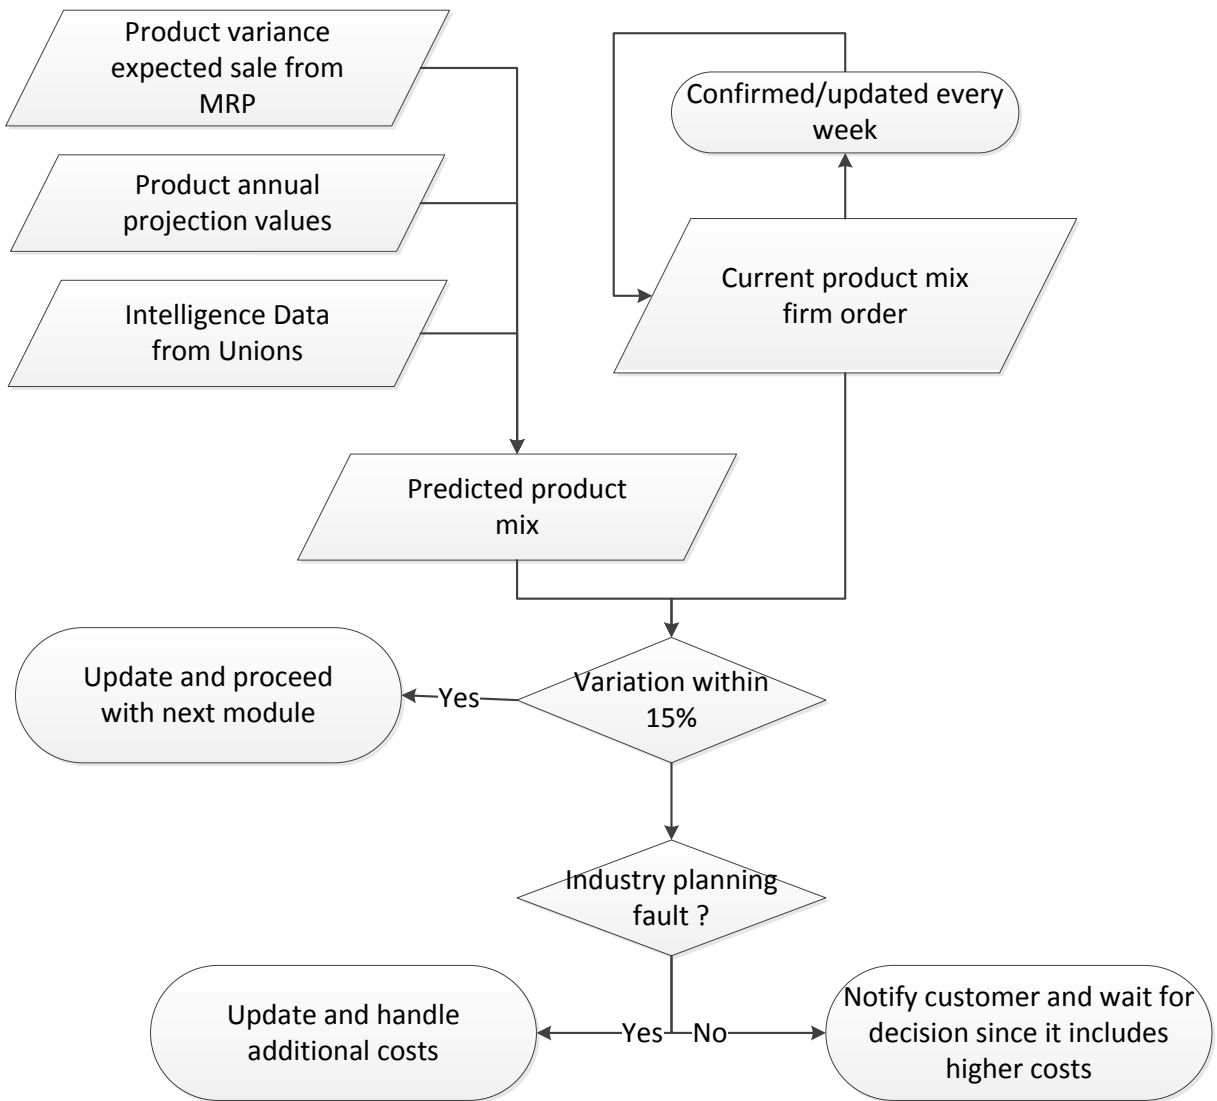 Product variance
expected sale from
MRP
Confirmed/updated every
week
Product annual
projection values
Current product mix
firm order
Intelligence Data
from Unions
Predicted product
mix
Update and proceed
with next module
Yes
Variation within
15%
Industry planning
fault ?
Update and handle
additional costs
Yes
No
Notify customer and wait for
decision since it includes
higher costs